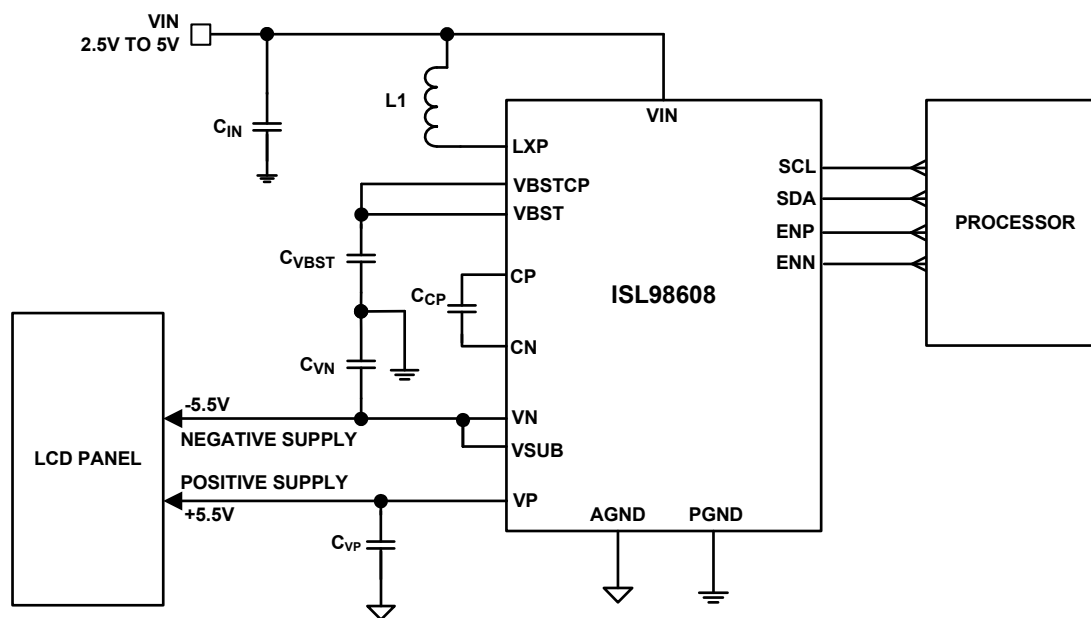 VIN
2.5V TO 5V
C_IN
L1
VIN
LXP
VBSTCP
VBST
C_VBST
CP
C_CP
CN
C_VN
ISL98608
SCL
SDA
ENP
ENN
PROCESSOR
-5.5V
NEGATIVE SUPPLY
VN
VSUB
LCD PANEL
POSITIVE SUPPLY
+5.5V
VP
C_VP
AGND
PGND